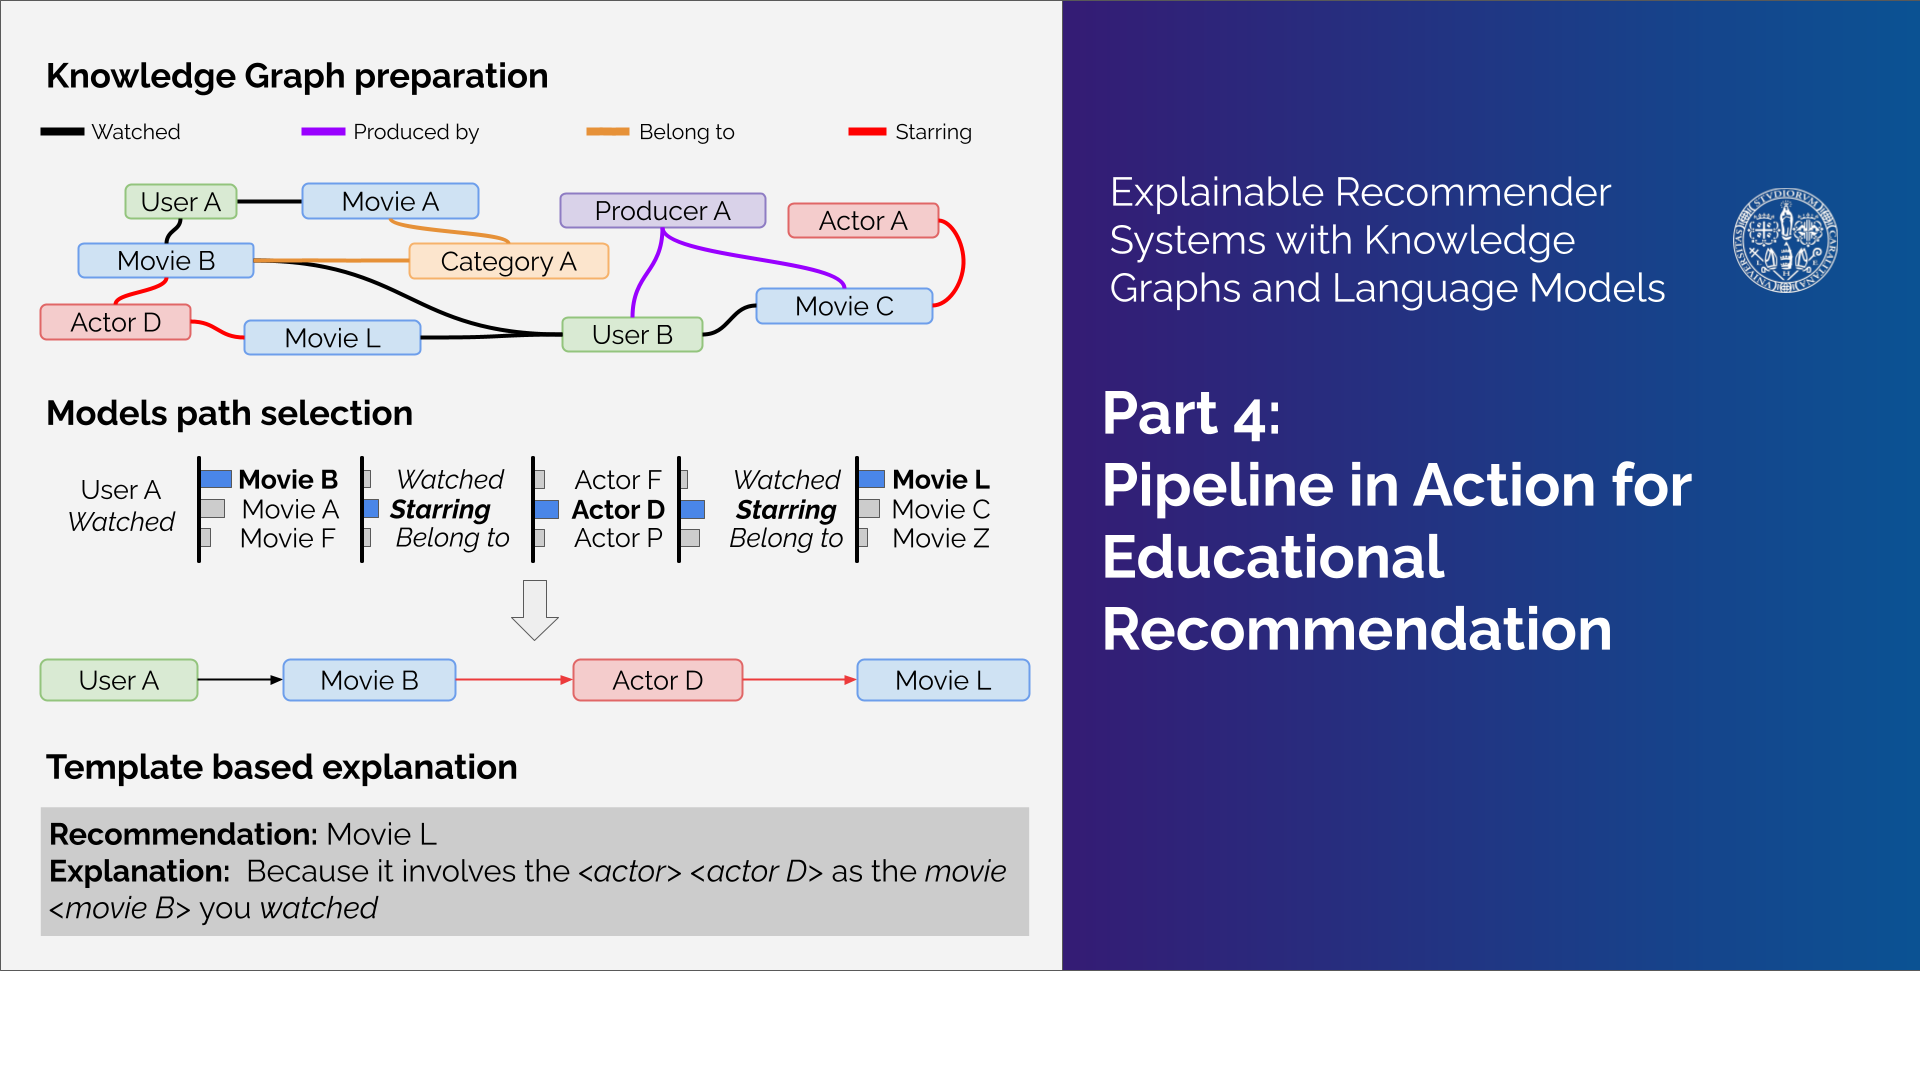 Knowledge Graph preparation
Watched
Produced by
Belong to
Starring
User A
Movie A
Producer A
Actor A
Movie B
Category A
Actor D
Movie L
User B
Movie C
Models path selection
User A
Watched
Movie B
Movie A
Movie F
Watched
Starring
Belong to
Actor F
Actor D
Actor P
Watched
Starring
Belong to
Movie L
Movie C
Movie Z
User A
Movie B
Actor D
Movie L
Template based explanation
Recommendation: Movie L
Explanation:  Because it involves the <actor> <actor D> as the movie
<movie B> you watched
Explainable Recommender
Systems with Knowledge
Graphs and Language Models
Part 4:
Pipeline in Action for
Educational
Recommendation